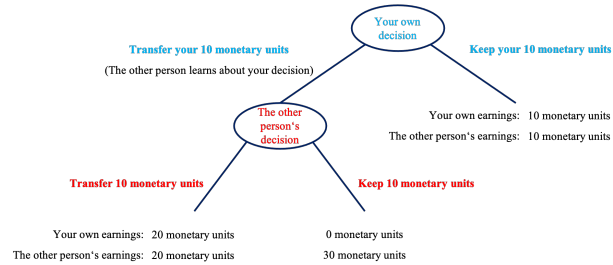 Your own
decision
Transfer your 10 monetary units
Keep your 10 monetary units
(The other person learns about your decision)
The other
person‘s
decision
Your own earnings: 10 monetary units
The other person‘s earnings: 10 monetary units
Transfer 10 monetary units
Keep 10 monetary units
Your own earnings: 20 monetary units 0 monetary units
The other person‘s earnings: 20 monetary units 30 monetary units